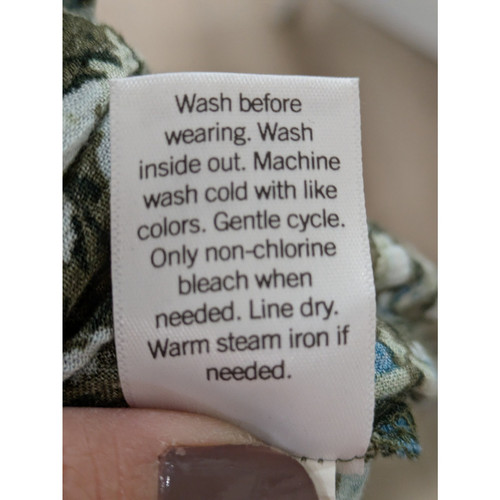 Wash before
wearing. Wash
inside out. Machine
wash cold with like
colors. Gentle cycle.
Only non-chlorine
bleach when
needed. Line dry.
Warm steam iron if
needed.